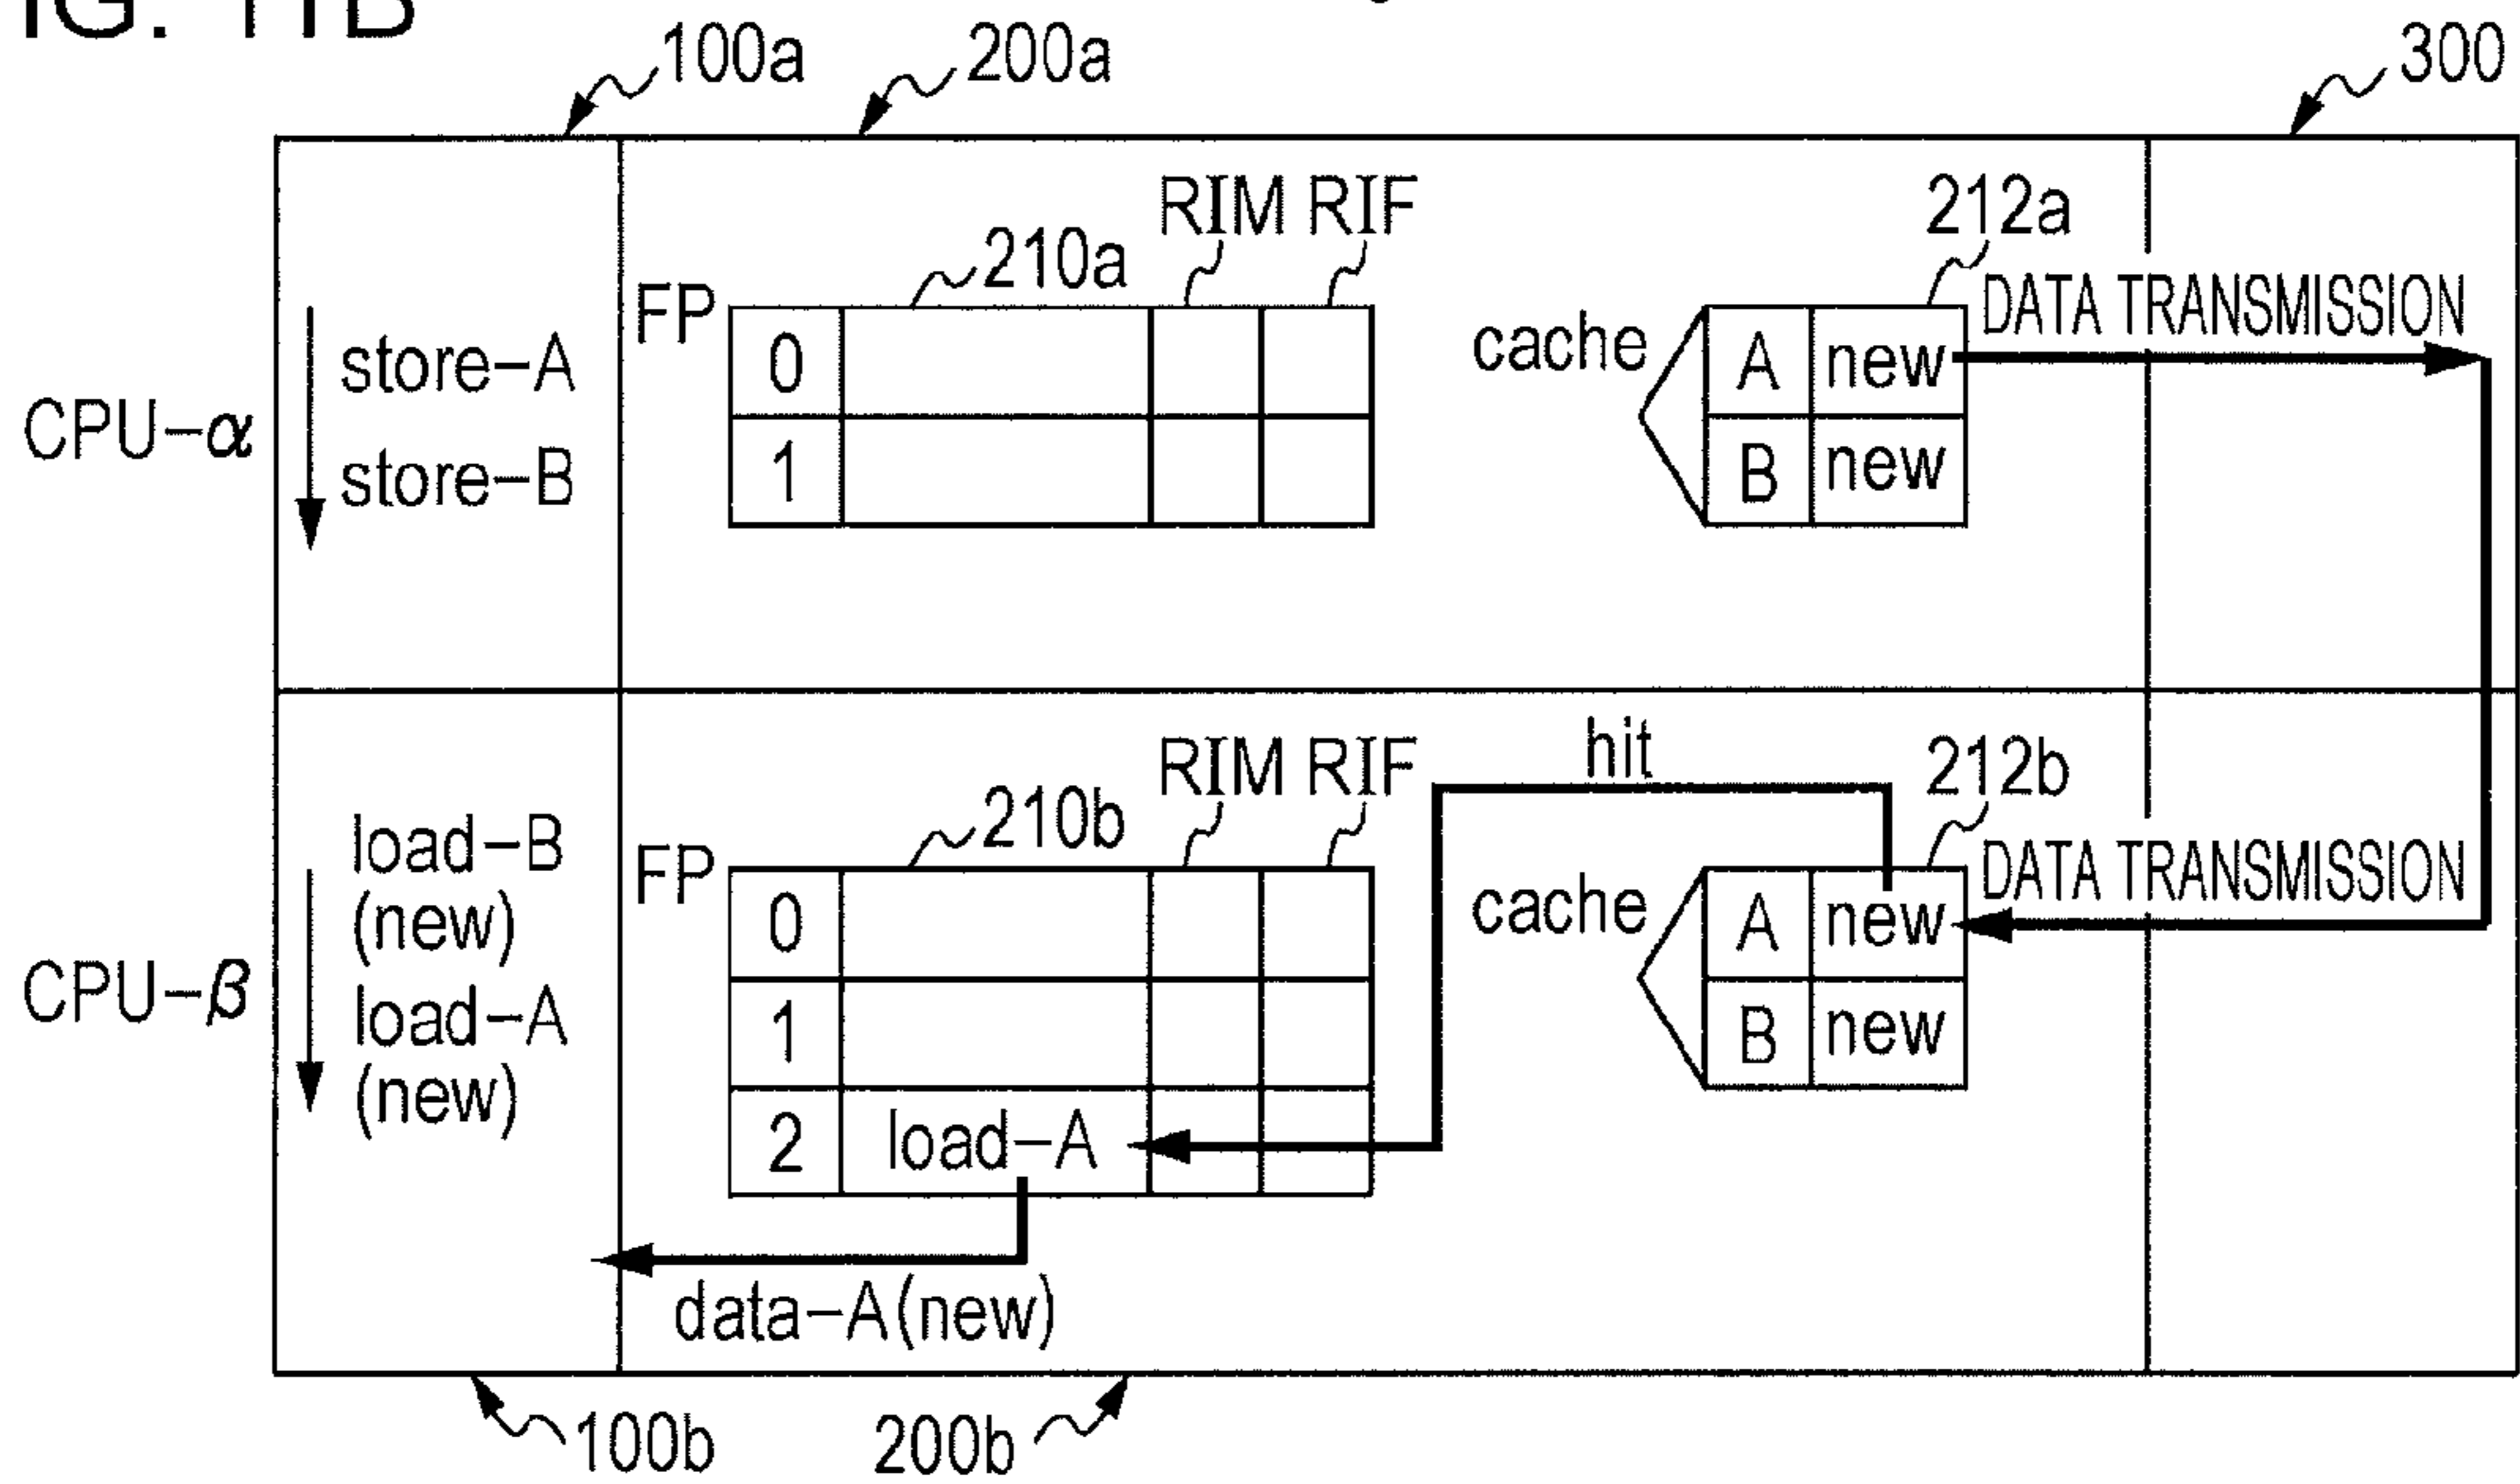 FIG. 11B
100a 200a 300
RIM RIF 212a
210a
FP DATA TRANSMISSION
store-A 0 cache A new
CPU-α
store-B 1 B new
hit
RIM RIF 212b
210b
load-B FP DATA TRANSMISSION
(new) 0 cache A new
CPU-β
load-A 1 B new
(new)
2 load-A
data-A(new)
100b 200b